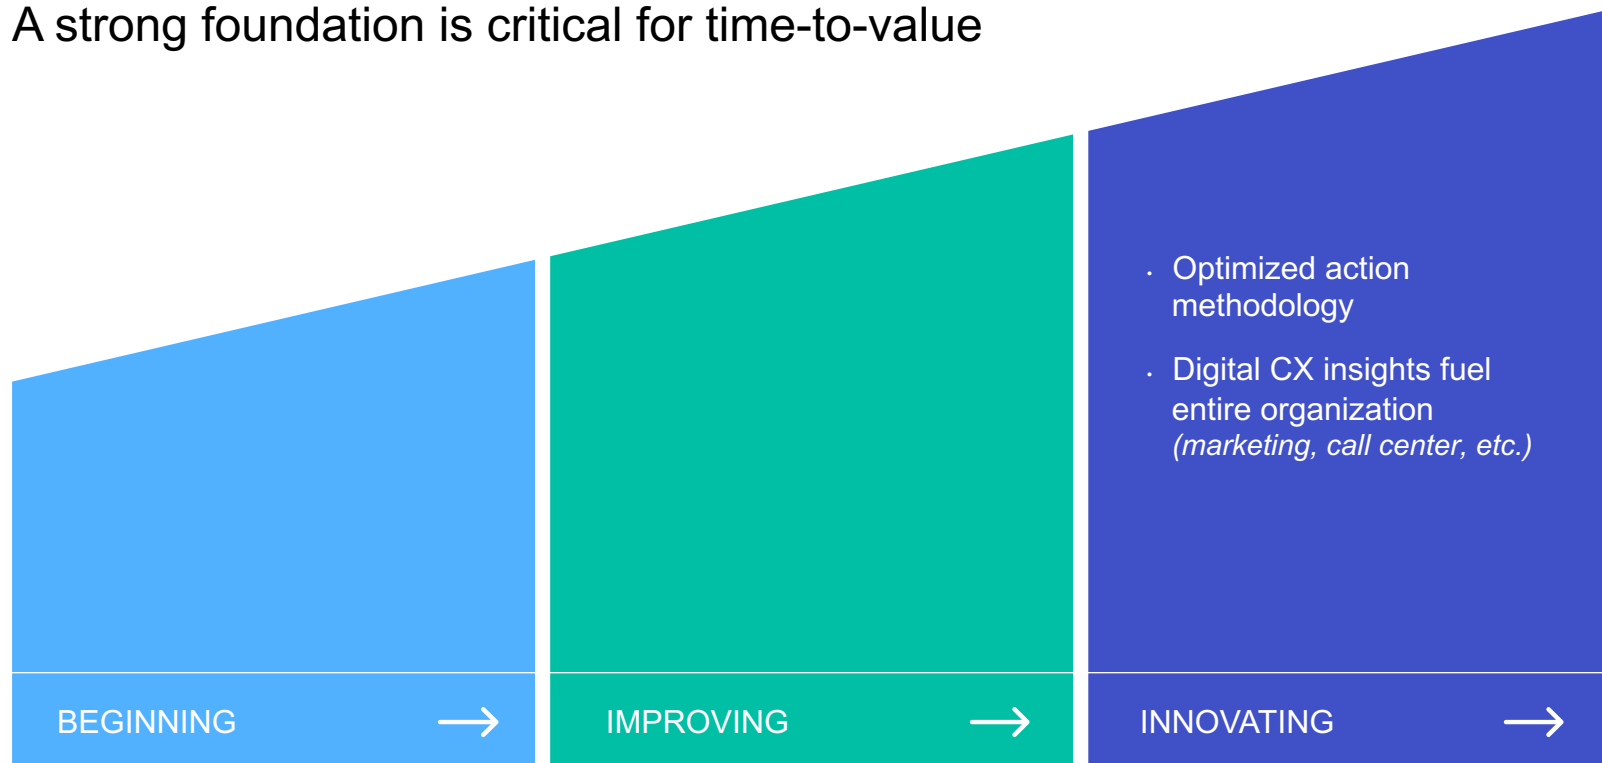 A strong foundation is critical for time-to-value
· Optimized action
methodology
· Digital CX insights fuel
entire organization
(marketing, call center, etc.)
BEGINNING
IMPROVING
INNOVATING